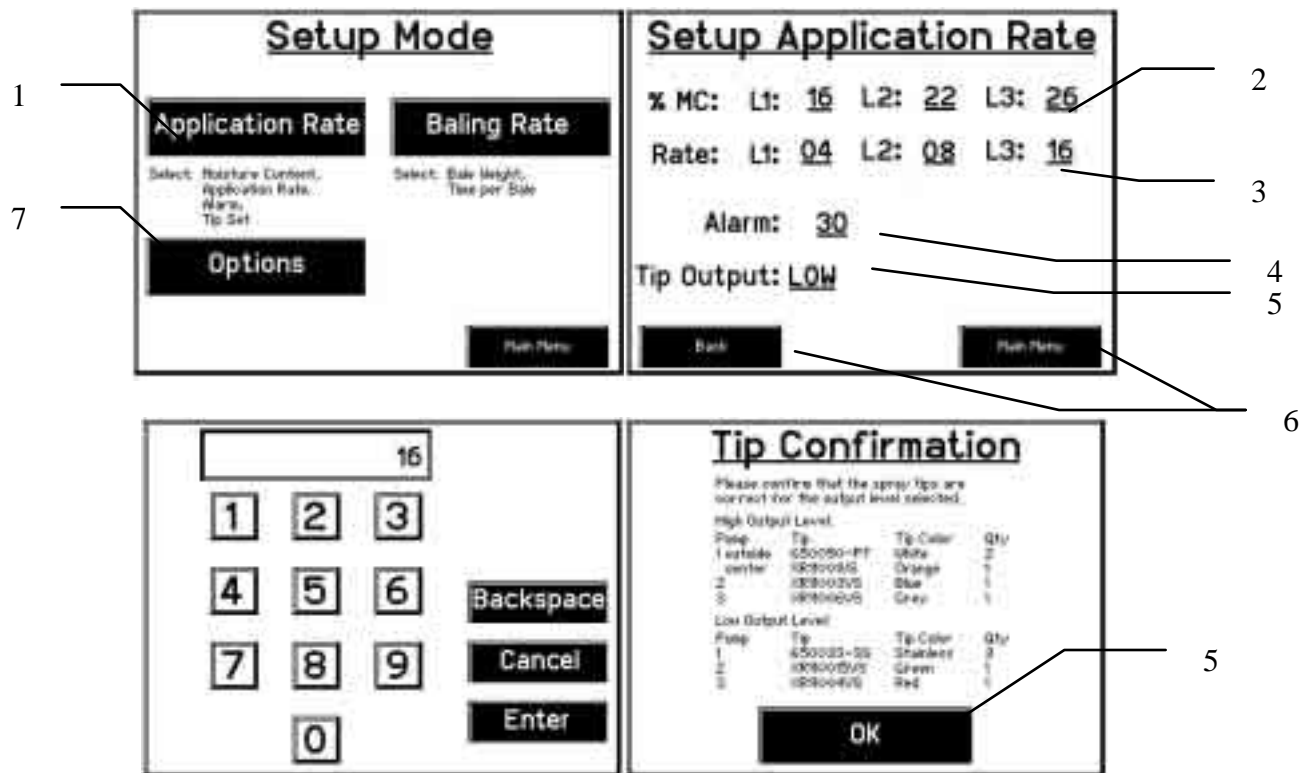 Setup Mode
1
Application Rate
Baling Rate
Select: Moisture Content,
Application Rate,
Alarm,
Tip Set
Select: Bale Weight,
Time per Bale
7
Options
Main Menu
Setup Application Rate
% MC: L1: 16 L2: 22 L3: 26
2
Rate: L1: 04 L2: 08 L3: 16
3
Alarm: 30
4
Tip Output: LOW
5
Back
Main Menu
6
16
1 2 3
4 5 6
Backspace
7 8 9
Cancel
0
Enter
Tip Confirmation
Please confirm that the spray tips are
correct for the output level selected.
High Output Level
Pump Tip Tip Color Qty
1 outside White 2
center Orange 1
2 Blue 1
3 Grey 1
Low Output Level
Pump Tip Tip Color Qty
1 Stainless 3
2 Green 1
3 Red 1
5
OK